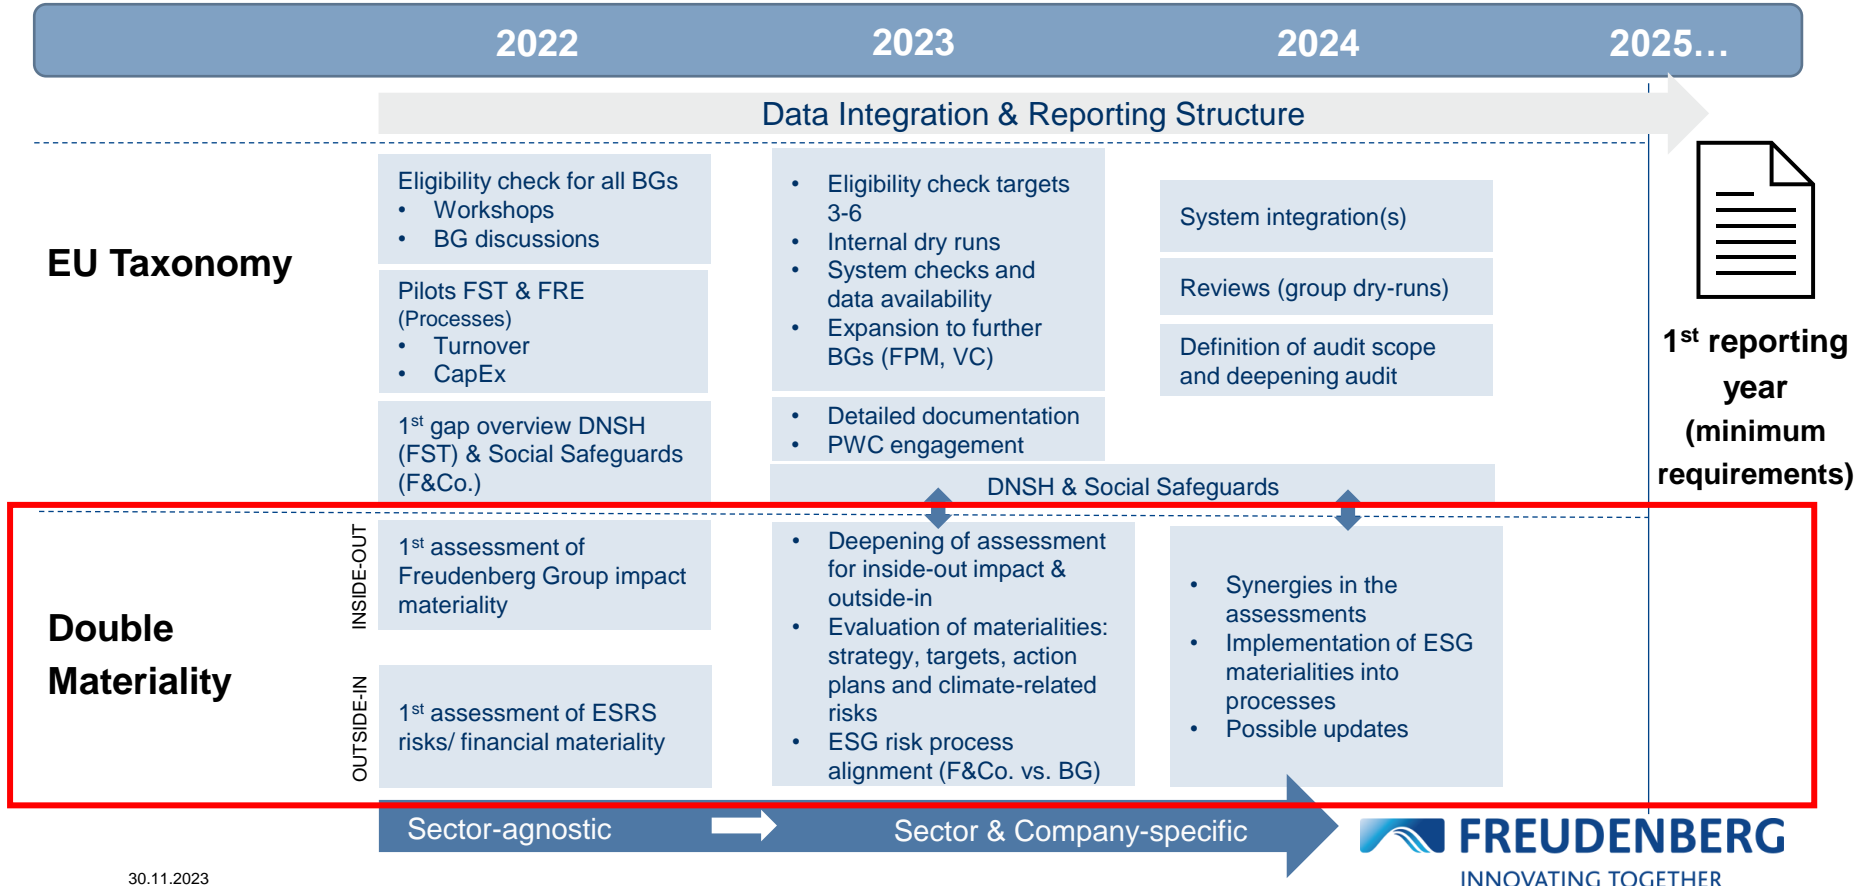 2022
2023
2024
2025…
Data Integration & Reporting Structure
EU Taxonomy
Eligibility check for all BGs
• Workshops
• BG discussions
Pilots FST & FRE
(Processes)
• Turnover
• CapEx
1st gap overview DNSH
(FST) & Social Safeguards
(F&Co.)
• Eligibility check targets
3-6
• Internal dry runs
• System checks and
data availability
• Expansion to further
BGs (FPM, VC)
• Detailed documentation
• PWC engagement
System integration(s)
Reviews (group dry-runs)
Definition of audit scope
and deepening audit
DNSH & Social Safeguards
1st reporting
year
(minimum
requirements)
Double
Materiality
INSIDE-OUT
1st assessment of
Freudenberg Group impact
materiality
OUTSIDE-IN
1st assessment of ESRS
risks/ financial materiality
• Deepening of assessment
for inside-out impact &
outside-in
• Evaluation of materialities:
strategy, targets, action
plans and climate-related
risks
• ESG risk process
alignment (F&Co. vs. BG)
• Synergies in the
assessments
• Implementation of ESG
materialities into
processes
• Possible updates
Sector-agnostic
Sector & Company-specific
FREUDENBERG
INNOVATING TOGETHER
30.11.2023